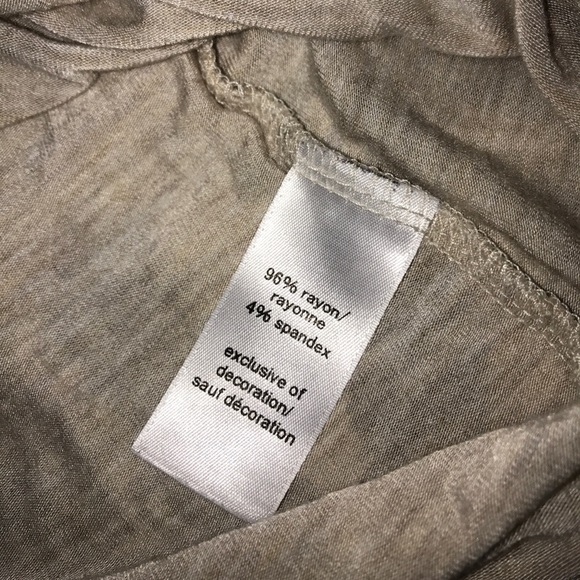 96% rayon/
rayonne
4% spandex
exclusive of
decoration/
sauf décoration